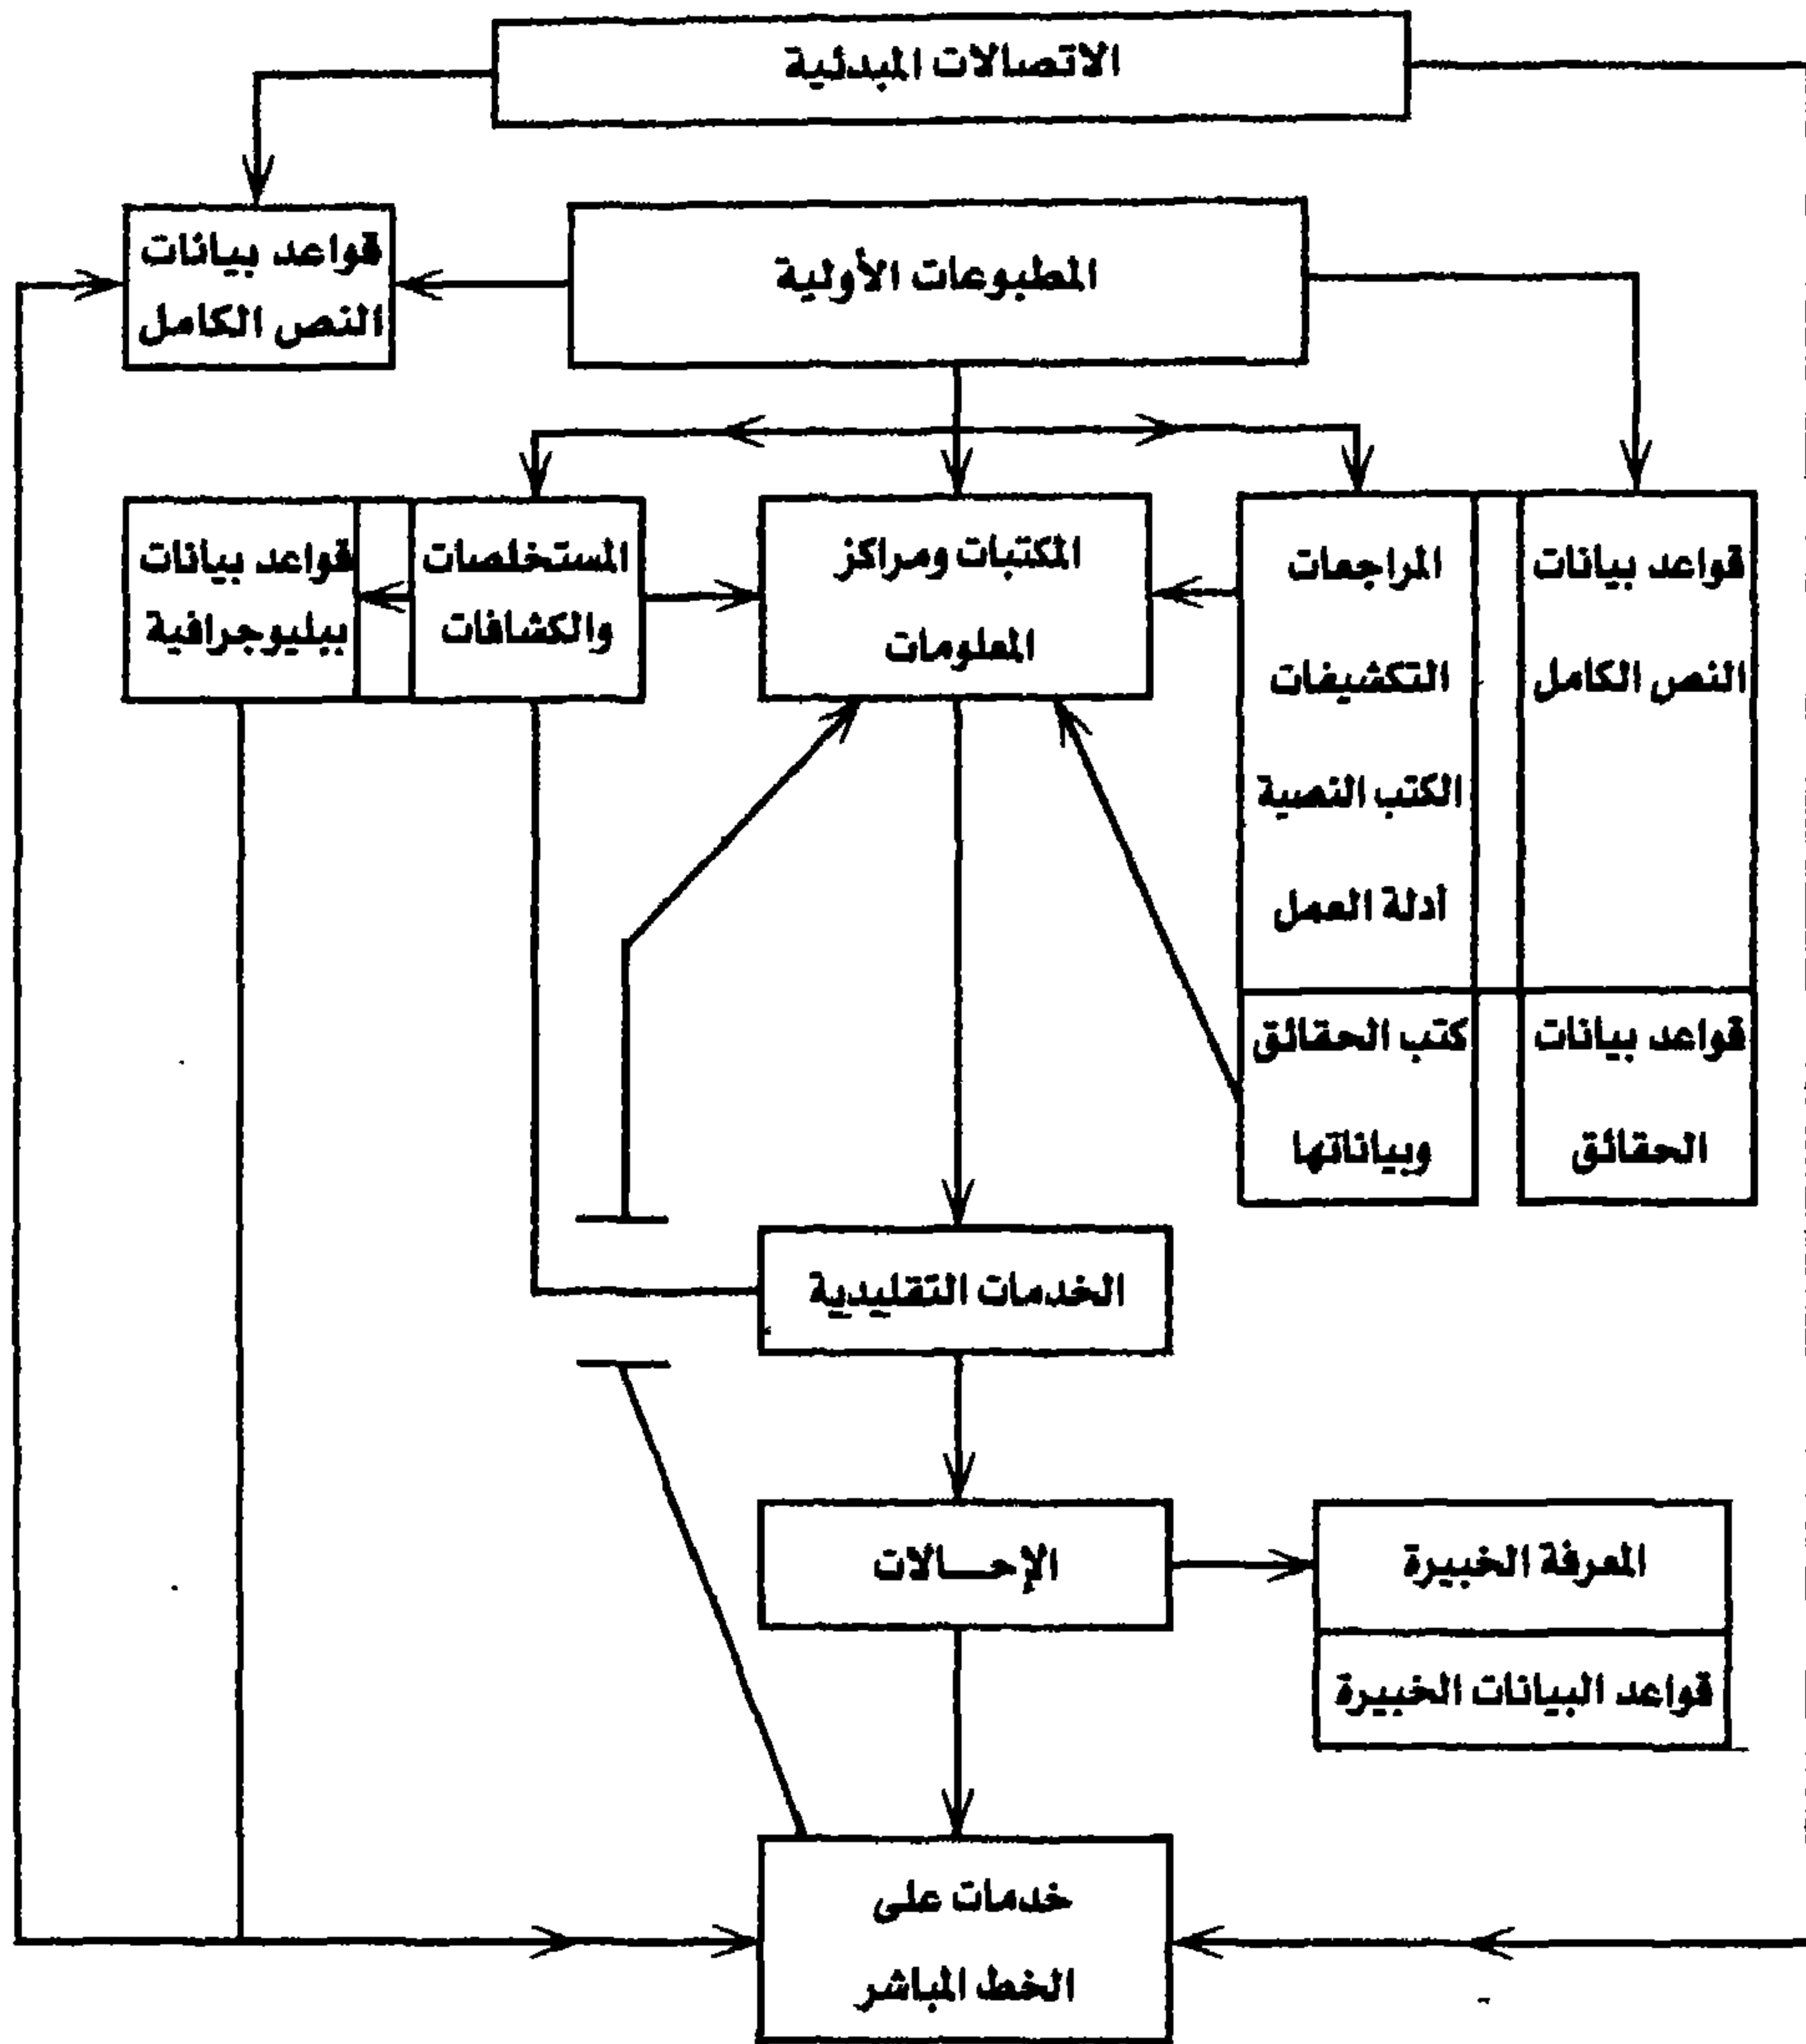 الاتصالات المبدئية
قواعد بيانات
النص الكامل
المطبوعات الأولية
قواعد بيانات
النص الكامل
المراجعات
التكشيفات
الكتب النصية
أدلة العمل
المكتبات ومراكز
المعلومات
المستخلصات
والكشافات
قواعد بيانات
ببليوجرافية
قواعد بيانات
الحقائق
كتب الحقائق
وبياناتها
الخدمات التقليدية
الإحـــالات
المعرفة الخبيرة
قواعد البيانات الخبيرة
خدمات على
الخط المباشر